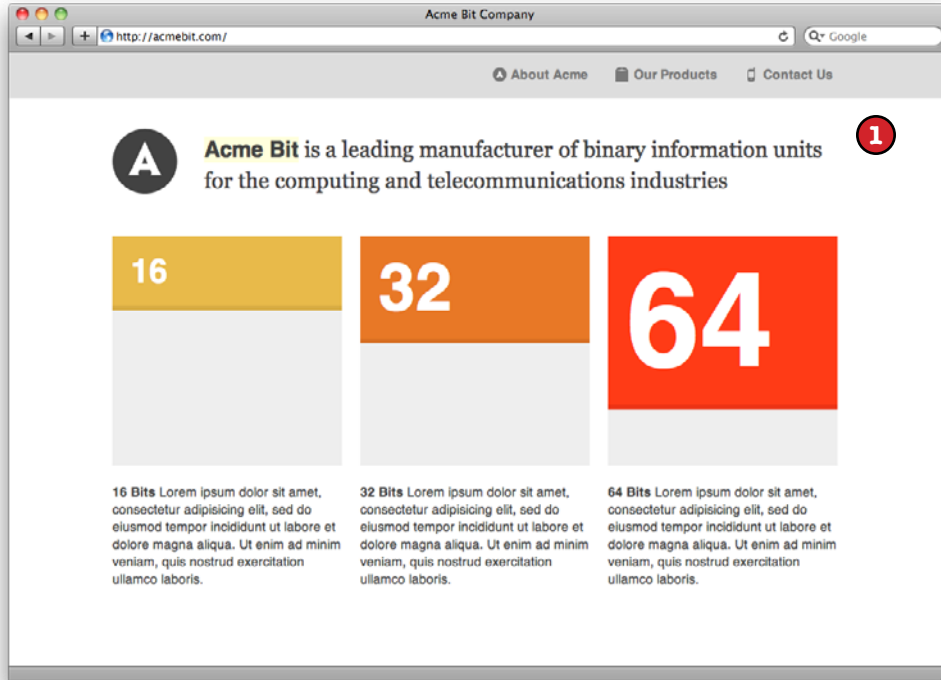 Acme Bit Company
http://acmebit.com/
Google
About Acme Our Products Contact Us
1
A
Acme Bit is a leading manufacturer of binary information units
for the computing and telecommunications industries
16
32
64
16 Bits Lorem ipsum dolor sit amet,
consectetur adipisicing elit, sed do
eiusmod tempor incididunt ut labore et
dolore magna aliqua. Ut enim ad minim
veniam, quis nostrud exercitation
ullamco laboris.
32 Bits Lorem ipsum dolor sit amet,
consectetur adipisicing elit, sed do
eiusmod tempor incididunt ut labore et
dolore magna aliqua. Ut enim ad minim
veniam, quis nostrud exercitation
ullamco laboris.
64 Bits Lorem ipsum dolor sit amet,
consectetur adipisicing elit, sed do
eiusmod tempor incididunt ut labore et
dolore magna aliqua. Ut enim ad minim
veniam, quis nostrud exercitation
ullamco laboris.